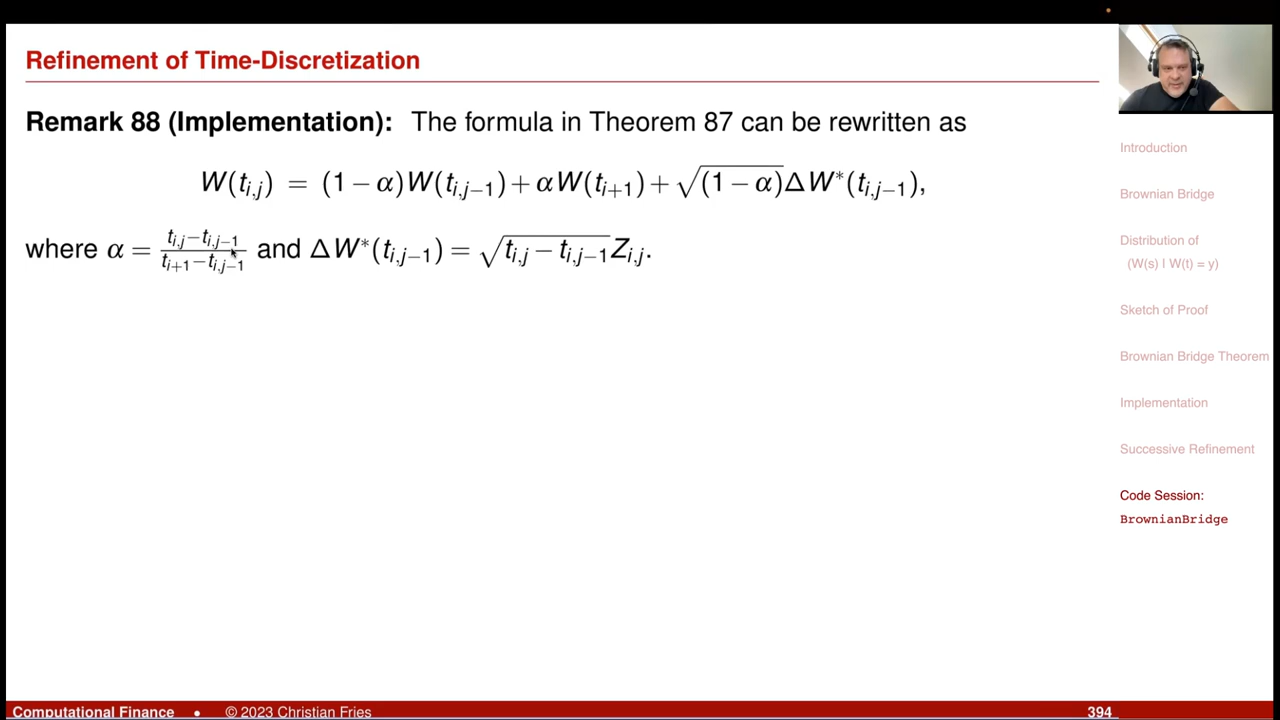 Refinement of Time-Discretization
Remark 88 (Implementation): The formula in Theorem 87 can be rewritten as
W(t_{i,j}) = (1 − α)W(t_{i,j−1}) + αW(t_{i+1}) + √(1 − α)ΔW*(t_{i,j−1}),
where α = \frac{t_{i,j}−t_{i,j−1}}{t_{i+1}−t_{i,j−1}} and ΔW*(t_{i,j−1}) = √{t_{i,j} − t_{i,j−1}}Z_{i,j}.
Introduction
Brownian Bridge
Distribution of
(W(s) | W(t) = y)
Sketch of Proof
Brownian Bridge Theorem
Implementation
Successive Refinement
Code Session:
BrownianBridge
Computational Finance • © 2023 Christian Fries 394